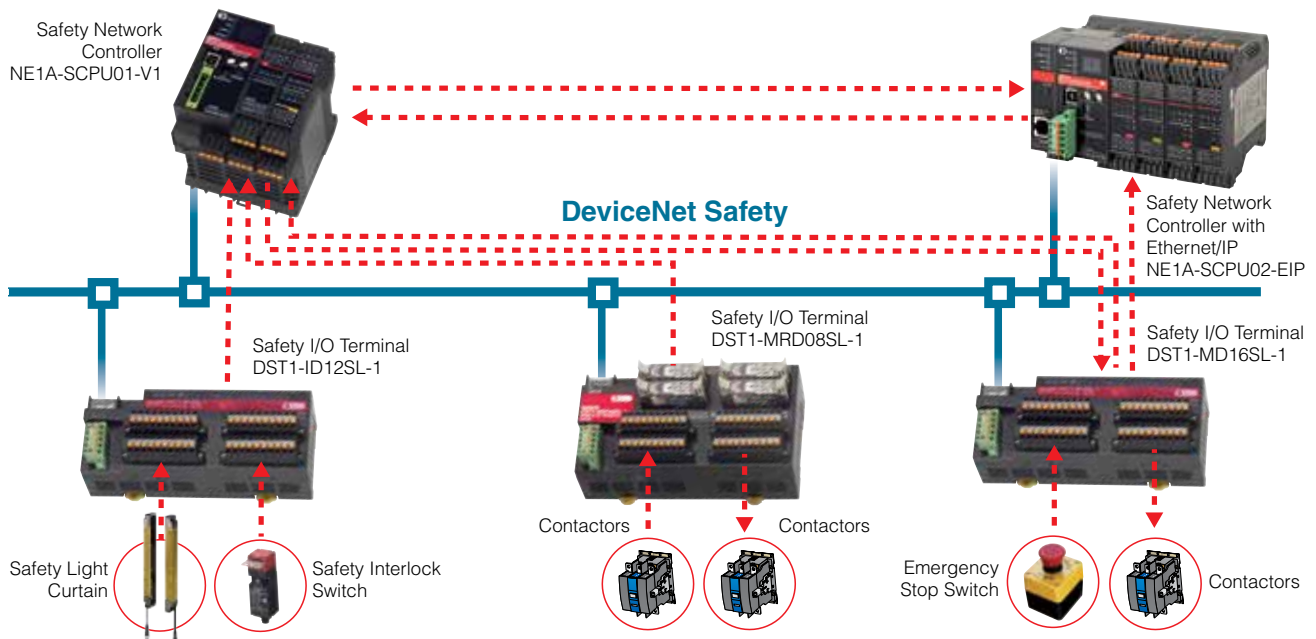 Safety Network
Controller
NE1A-SCPU01-V1
DeviceNet Safety
Safety Network
Controller with
Ethernet/IP
NE1A-SCPU02-EIP
Safety I/O Terminal
DST1-ID12SL-1
Safety I/O Terminal
DST1-MRD08SL-1
Safety I/O Terminal
DST1-MD16SL-1
Safety Light
Curtain
Safety Interlock
Switch
Contactors
Contactors
Emergency
Stop Switch
Contactors